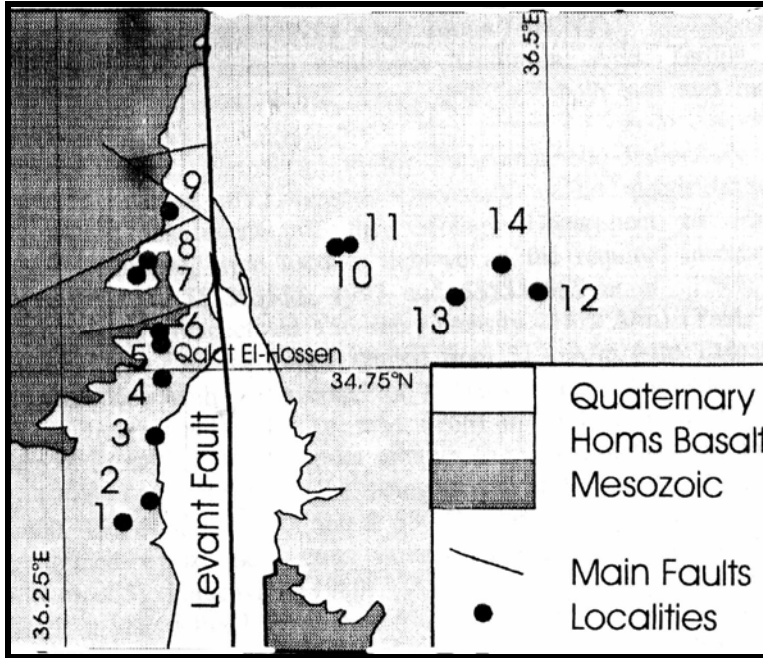 36.5°E
9
11
14
8
10
7
12
13
6
5
Qalat El-Hossen
34.75°N
4
Quaternary
3
Homs Basalt
Mesozoic
2
1
Levant Fault
Main Faults
36.25°E
Localities